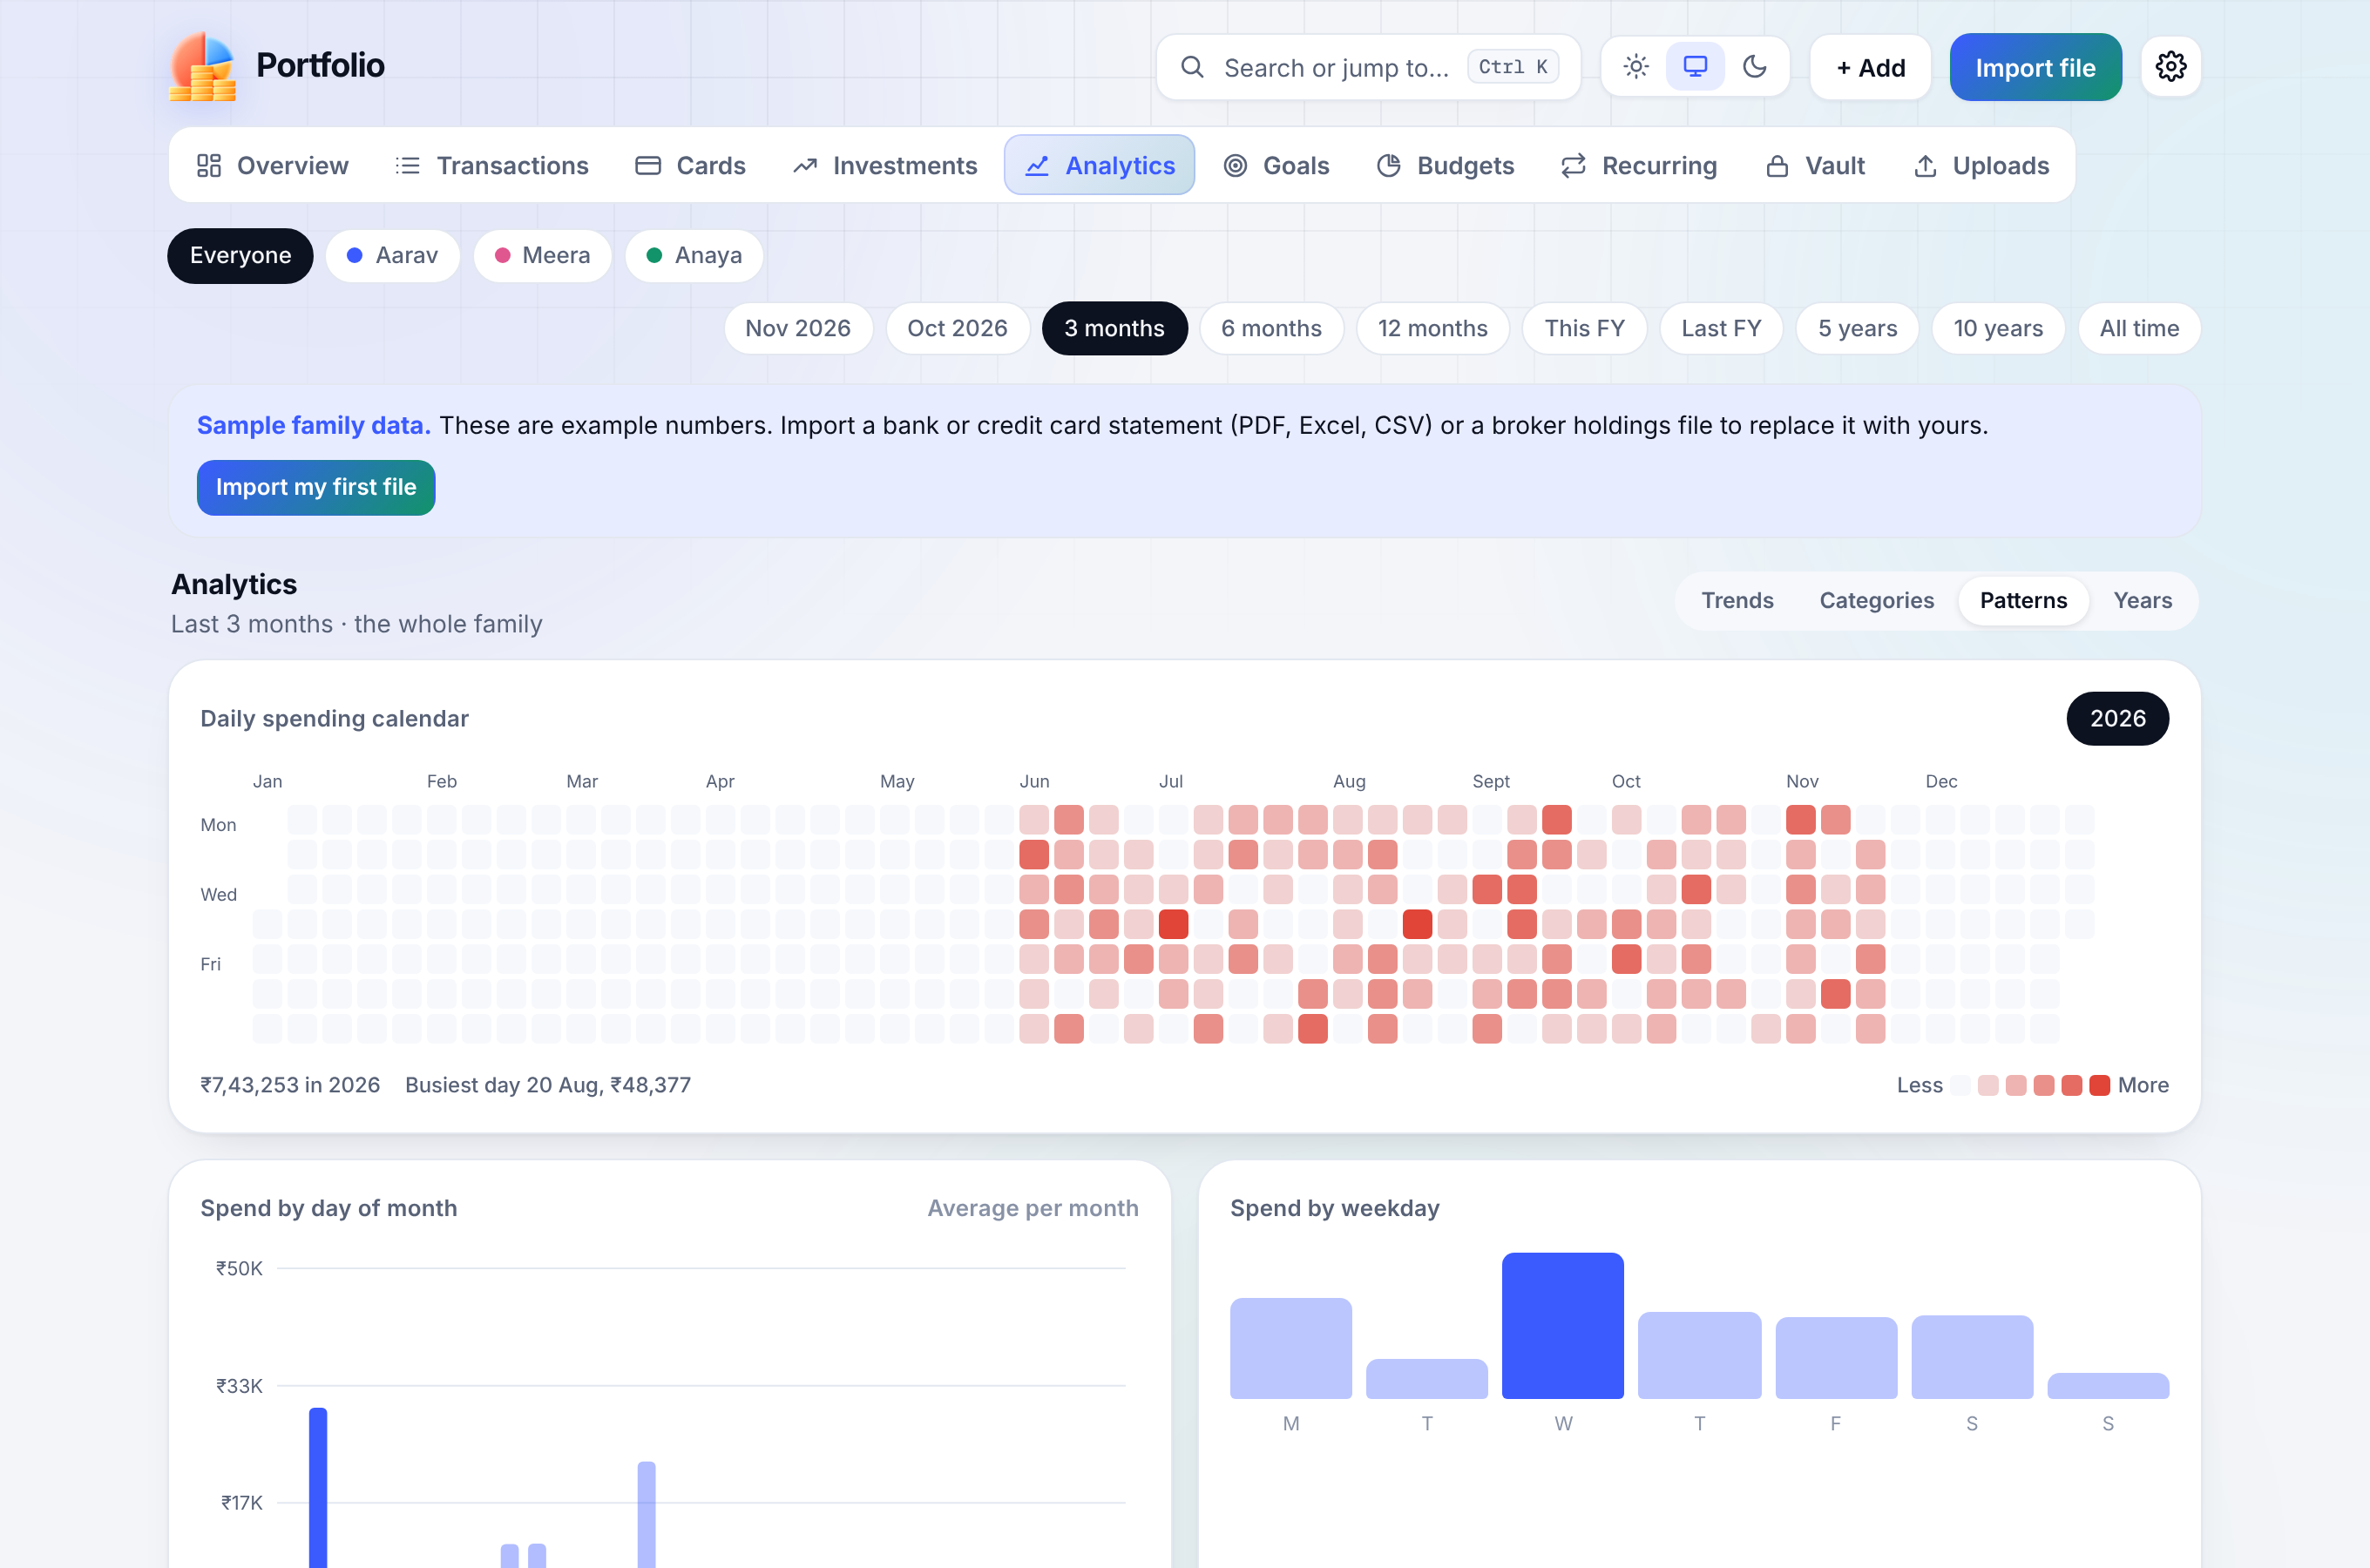 Portfolio
Search or jump to... Ctrl K
+ Add
Import file
Overview Transactions Cards Investments Analytics Goals Budgets Recurring Vault Uploads
Everyone Aarav Meera Anaya
Nov 2026 Oct 2026 3 months 6 months 12 months This FY Last FY 5 years 10 years All time
Sample family data. These are example numbers. Import a bank or credit card statement (PDF, Excel, CSV) or a broker holdings file to replace it with yours.
Import my first file
Analytics
Last 3 months · the whole family
Trends Categories Patterns Years
Daily spending calendar
2026
Jan Feb Mar Apr May Jun Jul Aug Sept Oct Nov Dec
Mon
Wed
Fri
₹7,43,253 in 2026 Busiest day 20 Aug, ₹48,377
Less More
Spend by day of month Average per month
₹50K
₹33K
₹17K
Spend by weekday
M T W T F S S